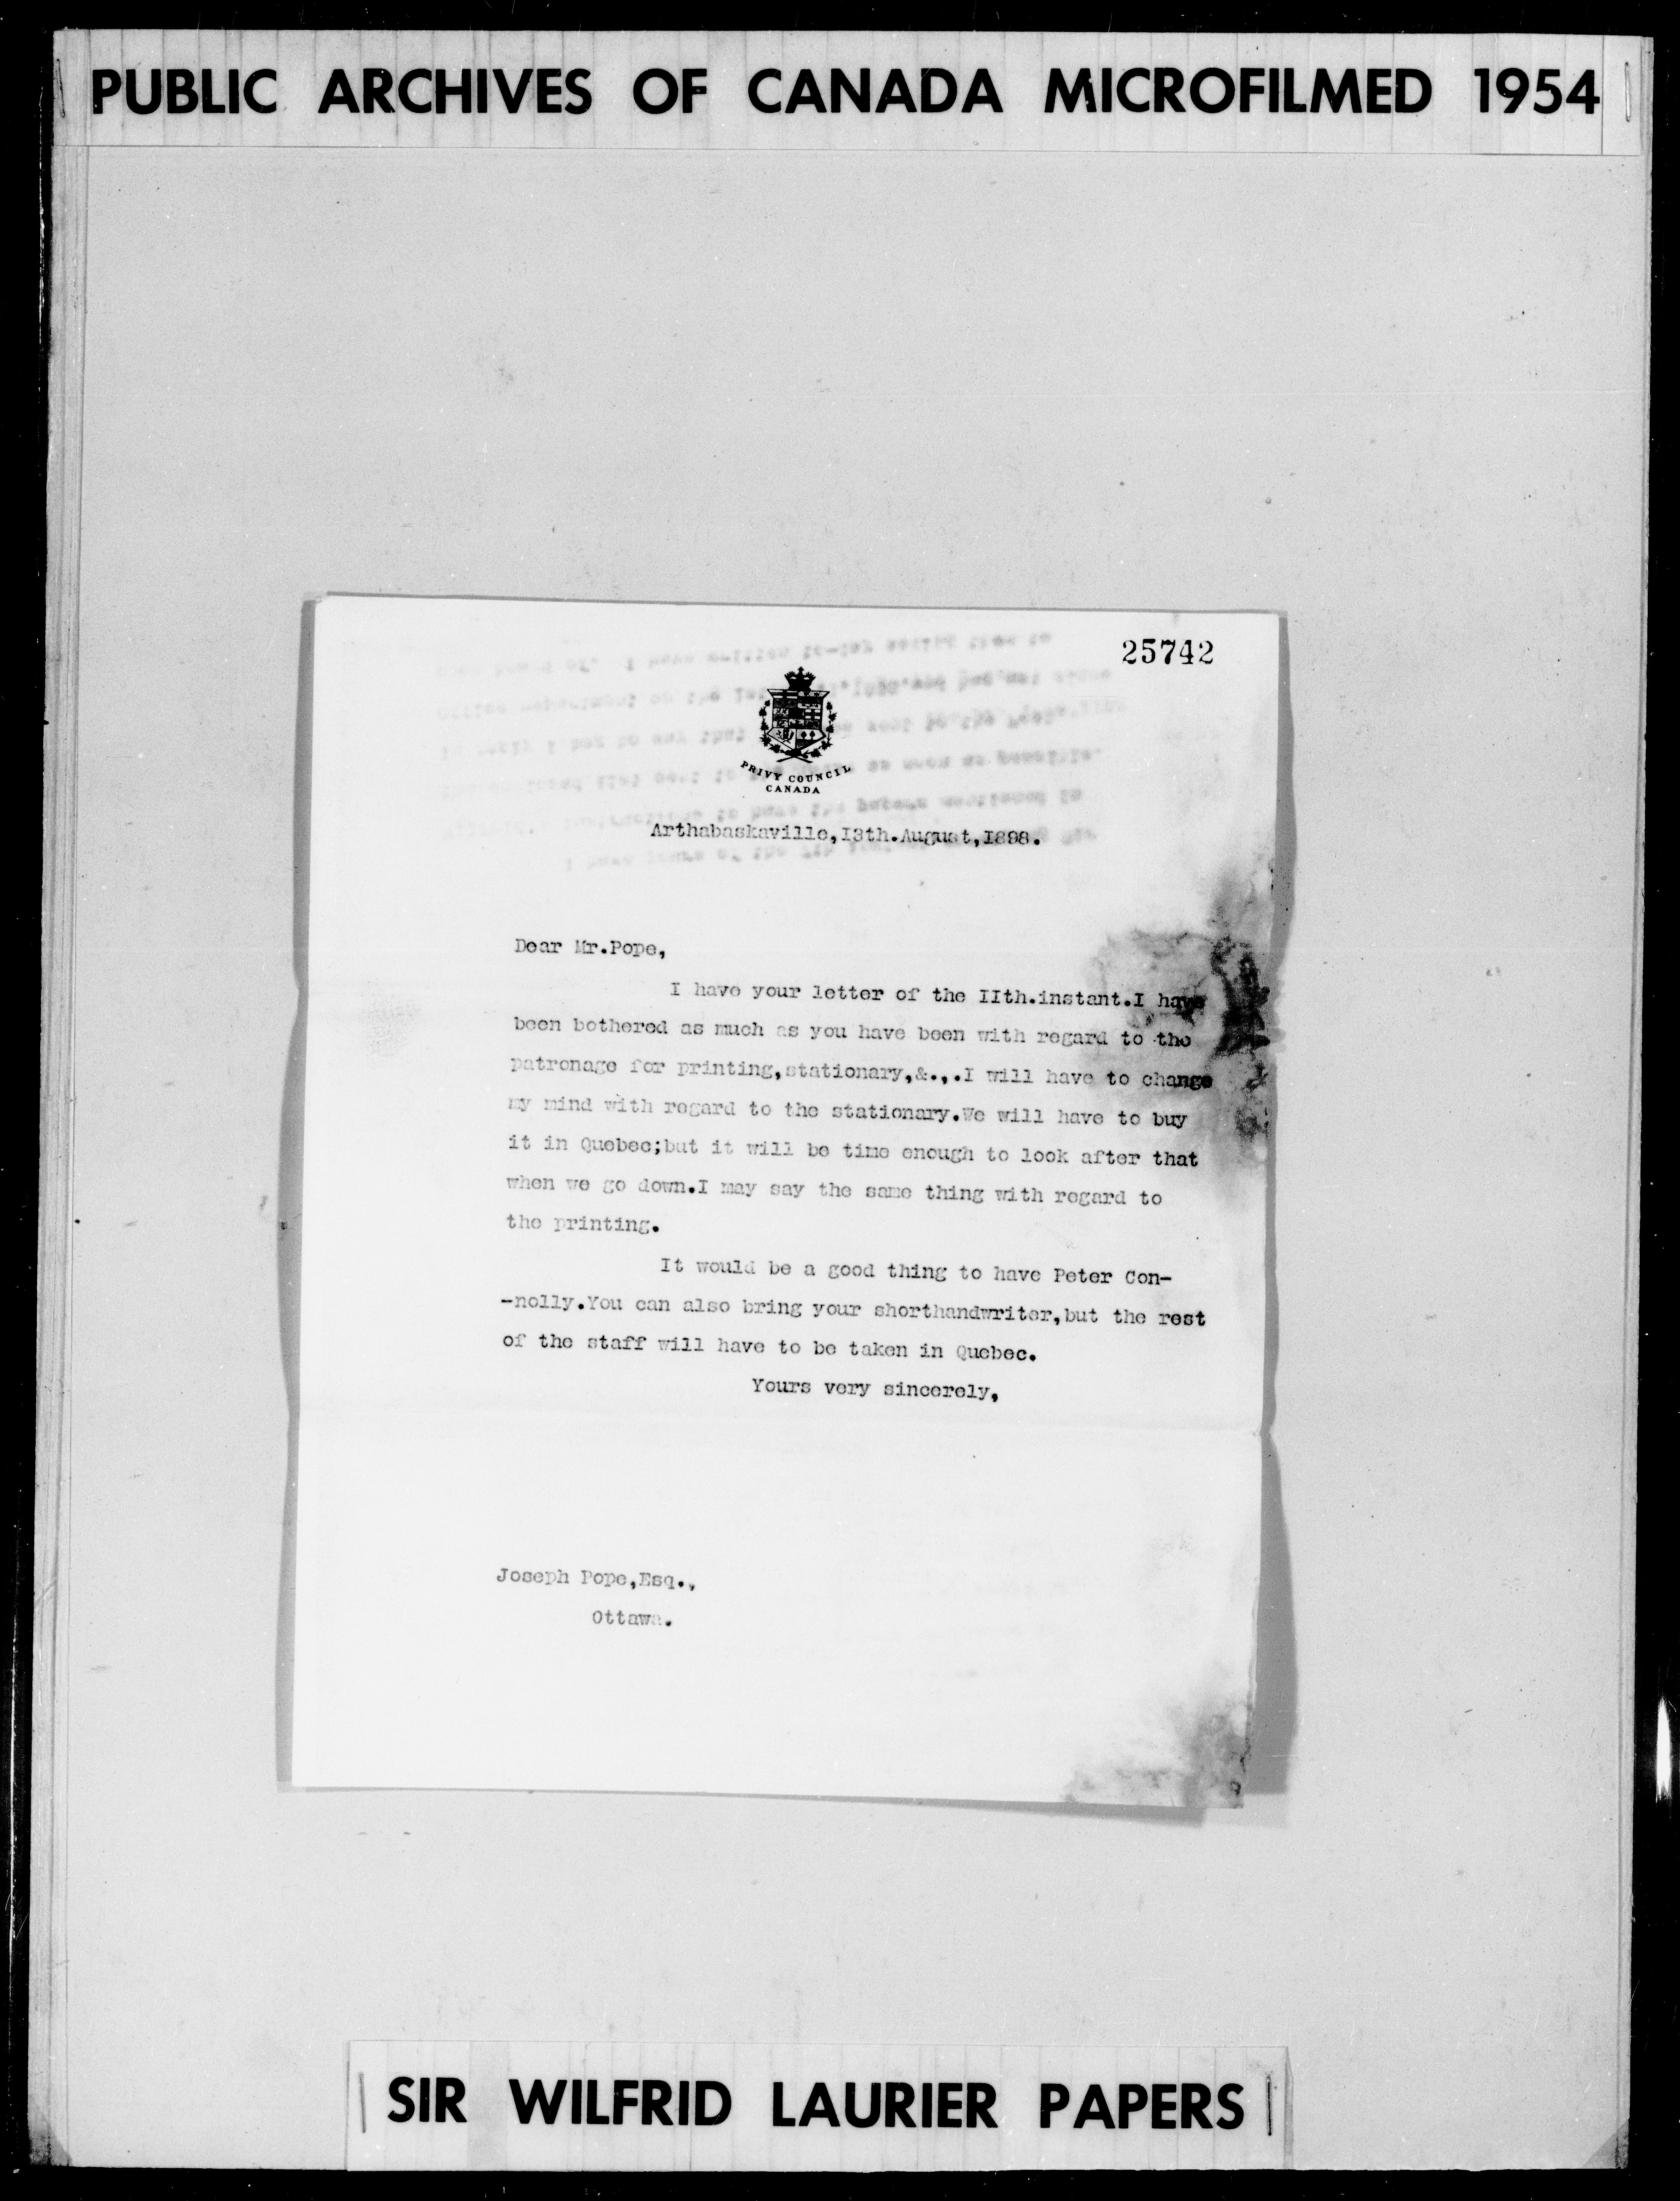 PUBLIC ARCHIVES OF CANADA MICROFILMED 1954
25742
PRIVY COUNCIL
CANADA
Arthabaskaville,I3th.August,I898.
Dear Mr.Pope,
I have your letter of the IIth.instant.I have
been bothered as much as you have been with regard to the
patronage for printing,stationary,&.,.I will have to change
my mind with regard to the stationary.We will have to buy
it in Quebec;but it will be time enough to look after that
when we go down.I may say the same thing with regard to
the printing.
It would be a good thing to have Peter Con-
-nolly.You can also bring your shorthandwriter,but the rest
of the staff will have to be taken in Quebec.
Yours very sincerely,
Joseph Pope,Esq.,
Ottawa.
SIR WILFRID LAURIER PAPERS